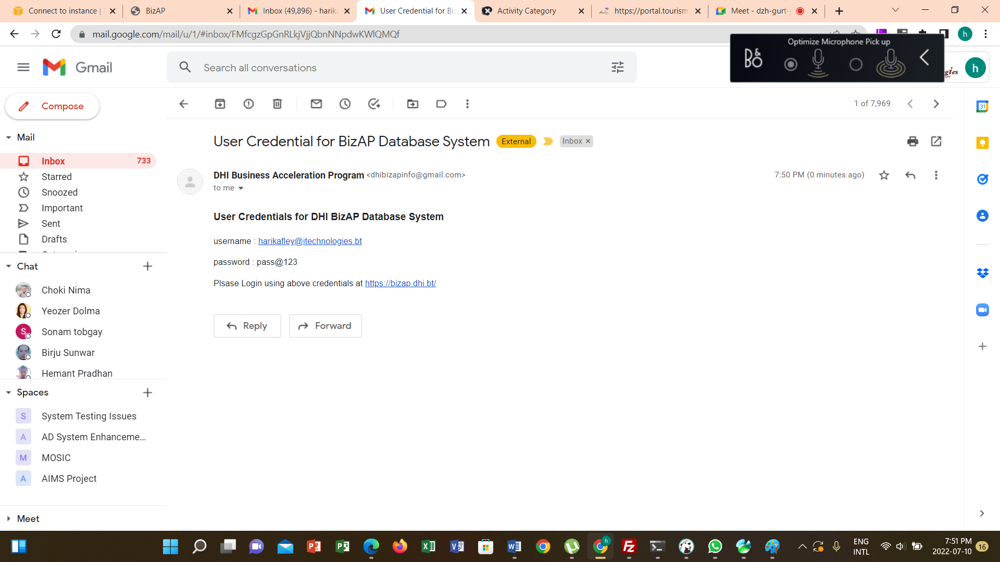 Connect to instance |
BizAP
Inbox (49,896) - harika
User Credential for Biz
Activity Category
https://portal.tourism.
Meet - dzh-gurt-
mail.google.com/mail/u/1/#inbox/FMfcgzGpGnRLkjVjjQbnNNpdwKWlQMQf
h
Optimize Microphone Pick up
B&O
Gmail
Search all conversations
h
Compose
1 of 7,969
Mail
Inbox 733
Starred
Snoozed
Important
Sent
Drafts
User Credential for BizAP Database System External Inbox
DHI Business Acceleration Program <dhibizapinfo@gmail.com>
7:50 PM (0 minutes ago)
to me
User Credentials for DHI BizAP Database System
username : harikafley@itechnologies.bt
password : pass@123
Plsase Login using above credentials at https://bizap.dhi.bt/
Reply
Forward
Chat
Choki Nima
Yeozer Dolma
S Sonam tobgay
Birju Sunwar
Hemant Pradhan
Spaces
S System Testing Issues
A AD System Enhanceme...
M MOSIC
A AIMS Project
Meet
31
ENG
INTL
7:51 PM
2022-07-10
16